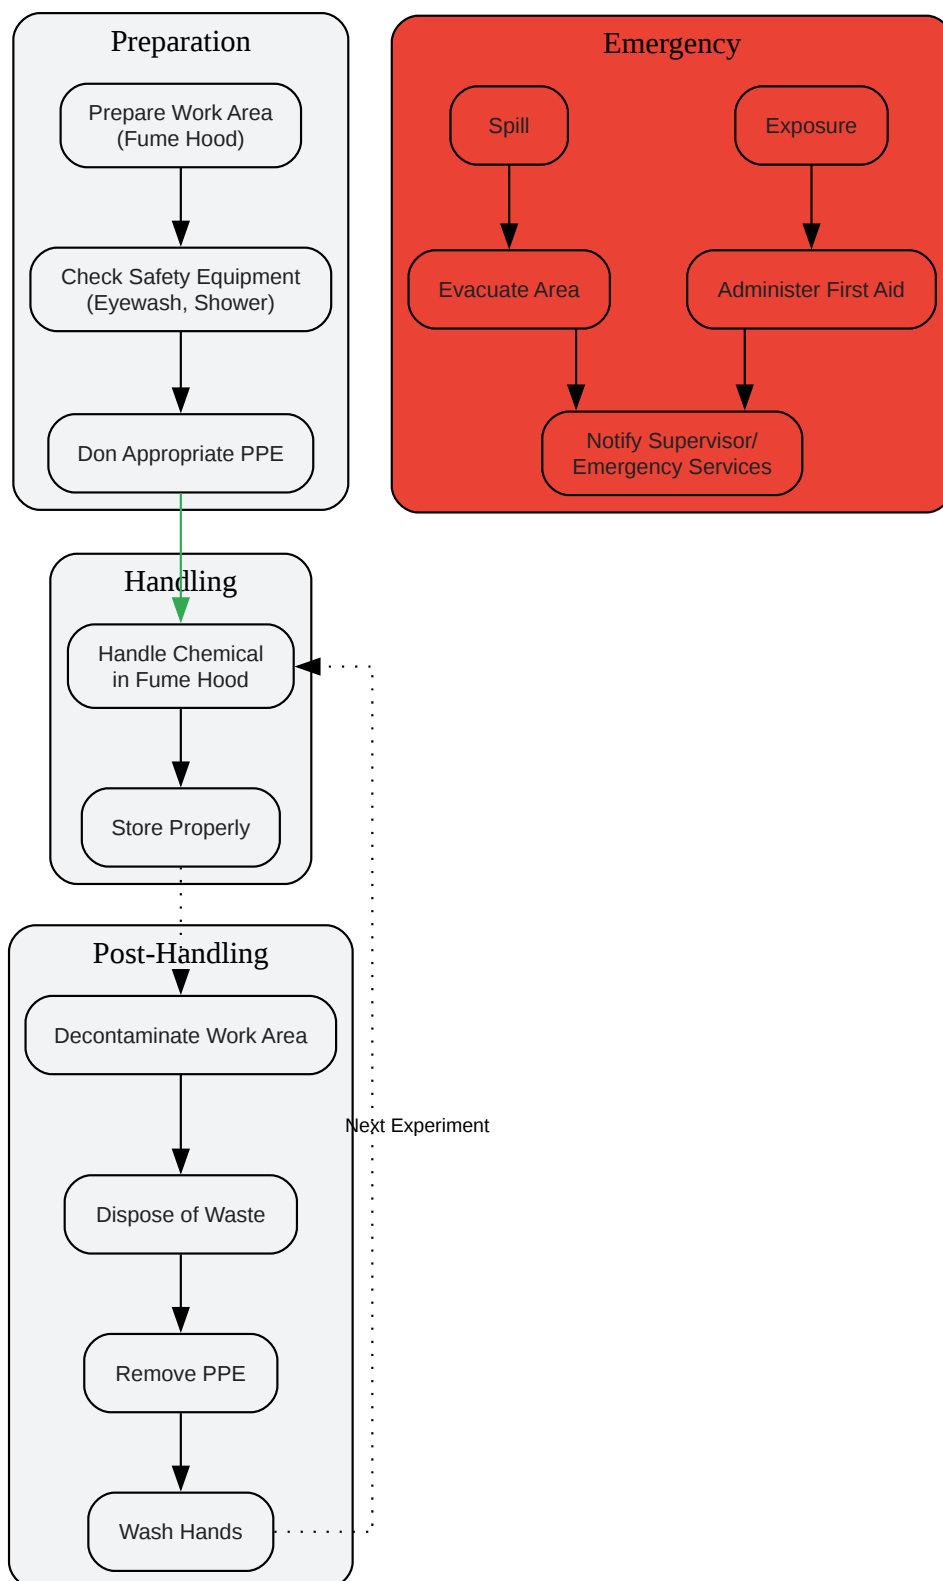 Preparation
Prepare Work Area
(Fume Hood)
Check Safety Equipment
(Eyewash, Shower)
Don Appropriate PPE
Emergency
Spill
Exposure
Evacuate Area
Administer First Aid
Notify Supervisor/
Emergency Services
Handling
Handle Chemical
in Fume Hood
Store Properly
Post-Handling
Decontaminate Work Area
Next Experiment
Dispose of Waste
Remove PPE
Wash Hands